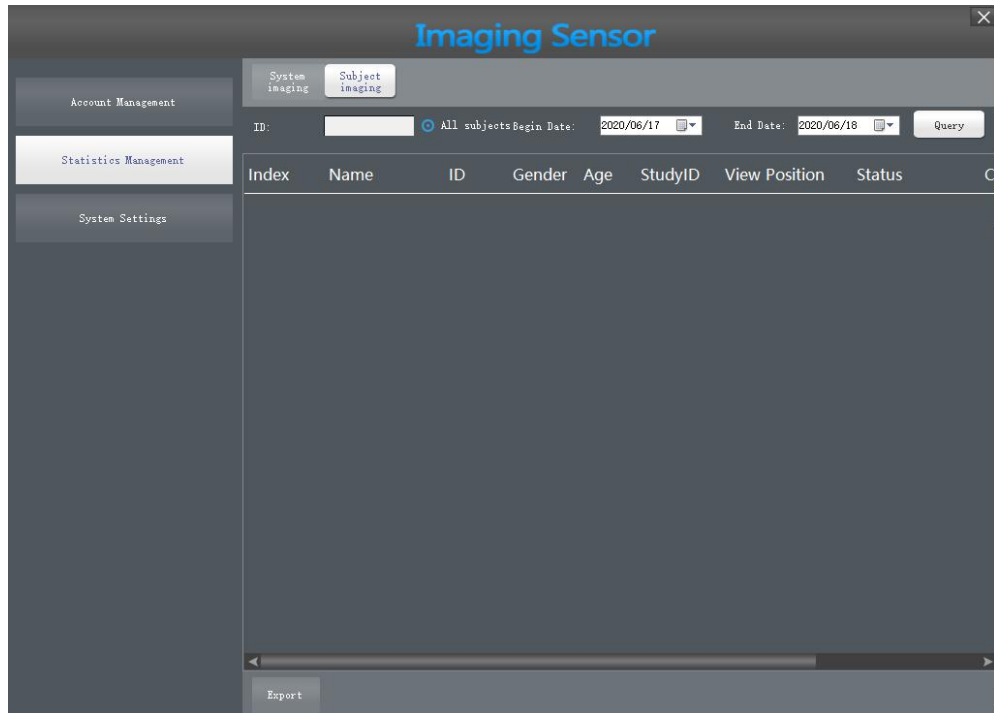 Imaging Sensor
Account Management
Statistics Management
System Settings
System
imaging
Subject
imaging
ID: All subjects Begin Date: 2020/06/17 End Date: 2020/06/18 Query
Index Name ID Gender Age StudyID View Position Status
Export